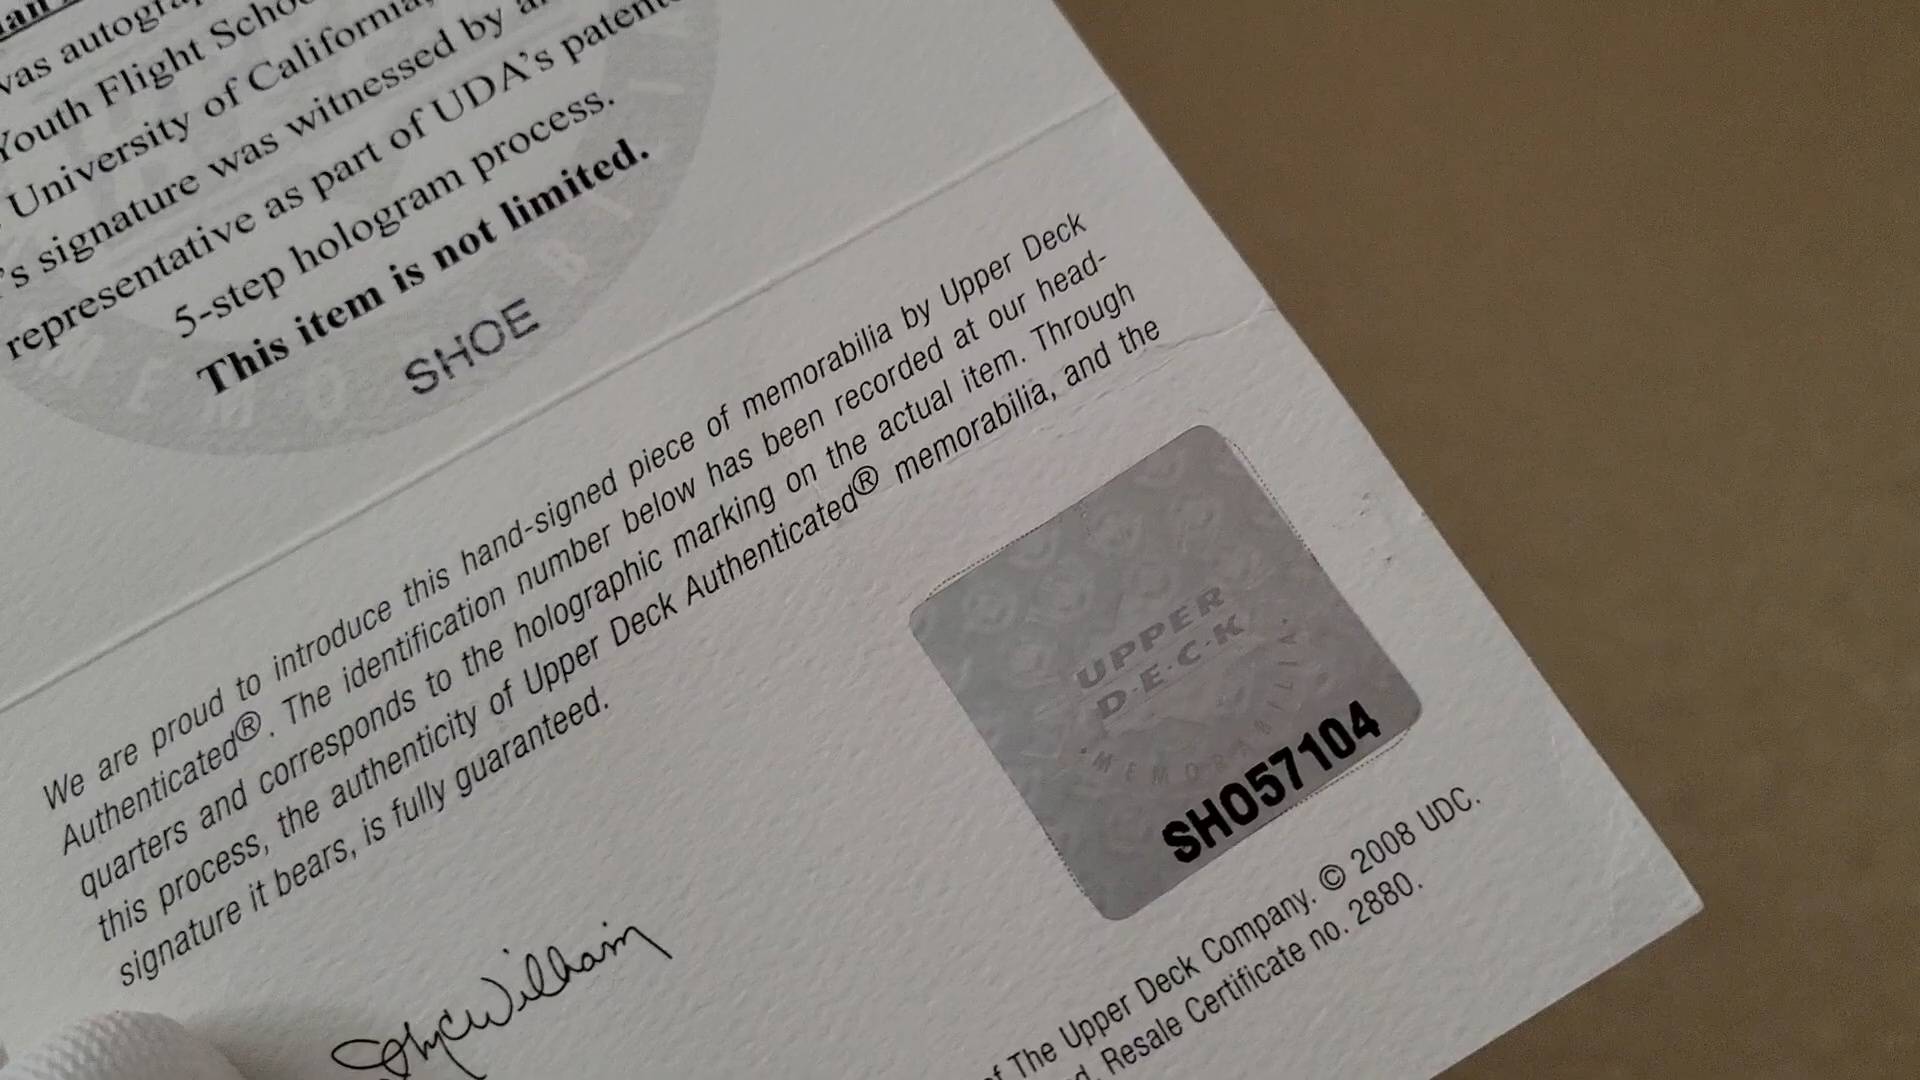 was autogra
Youth Flight Schoo
University of California,
's signature was witnessed by an
representative as part of UDA's patente
5-step hologram process.
This item is not limited.
SHOE
We are proud to introduce this hand-signed piece of memorabilia by Upper Deck
Authenticated®. The identification number below has been recorded at our head-
quarters and corresponds to the holographic marking on the actual item. Through
this process, the authenticity of Upper Deck Authenticated® memorabilia, and the
signature it bears, is fully guaranteed.
UPPER
D·E·C·K
MEMORABILIA
SHO57104
of The Upper Deck Company. © 2008 UDC.
d. Resale Certificate no. 2880.